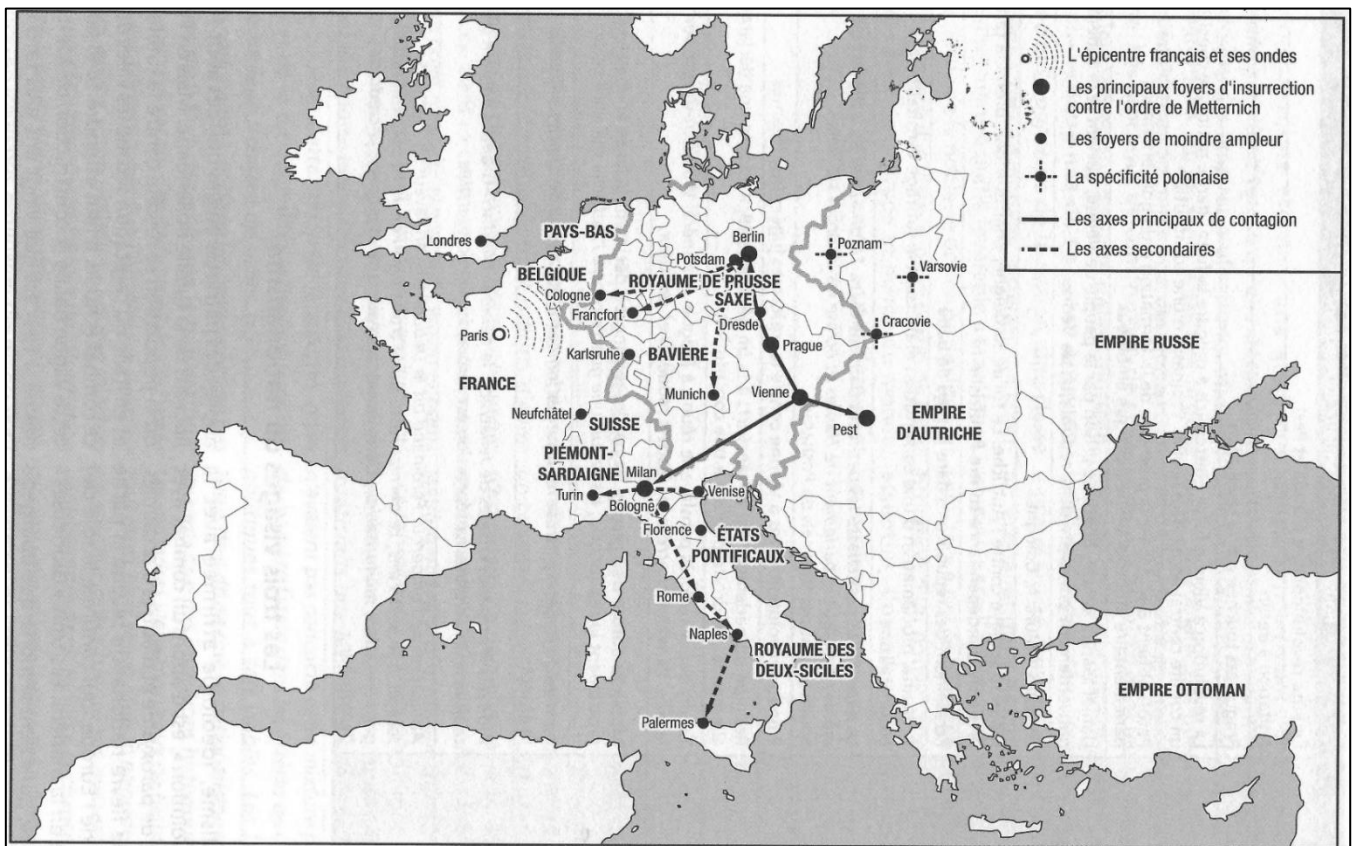 L'épicentre français et ses ondes
Les principaux foyers d'insurrection
contre l'ordre de Metternich
Les foyers de moindre ampleur
La spécificité polonaise
Les axes principaux de contagion
Les axes secondaires
Londres
PAYS-BAS
Berlin
Potsdam
Poznam
Varsovie
BELGIQUE
ROYAUME DE PRUSSE
Cologne
SAXE
Francfort
Dresde
Cracovie
Paris
Prague
EMPIRE RUSSE
Karlsruhe
BAVIÈRE
FRANCE
Munich
Vienne
Neufchâtel
SUISSE
Pest
EMPIRE
D'AUTRICHE
PIÉMONT-
SARDAIGNE
Milan
Turin
Venise
Bologne
Florence
ÉTATS
PONTIFICAUX
Rome
Naples
ROYAUME DES
DEUX-SICILES
EMPIRE OTTOMAN
Palermes